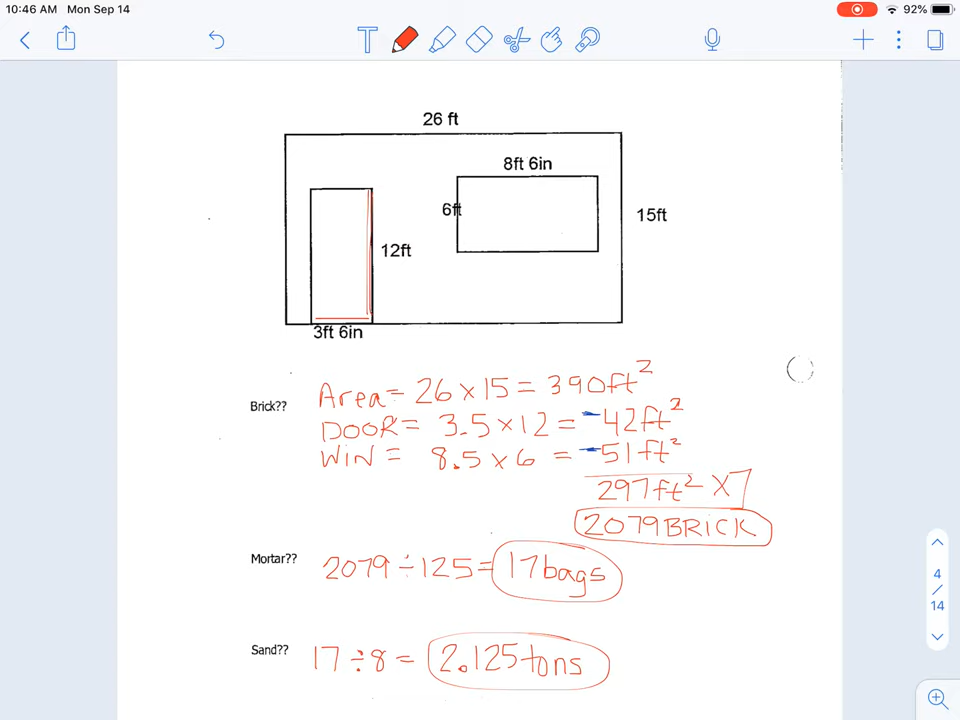 10:46 AM Mon Sep 14
92%
T
26 ft
8ft 6in
6ft
15ft
12ft
3ft 6in
Brick??
Area= 26 x 15 = 390ft²
DOOR= 3.5 x 12 = -42ft²
WIN = 8.5 x 6 = -51ft²
297ft² x7
2079BRICK
Mortar??
2079 ÷125= 17bags
Sand??
17 ÷8 = 2.125tons
4
/
14